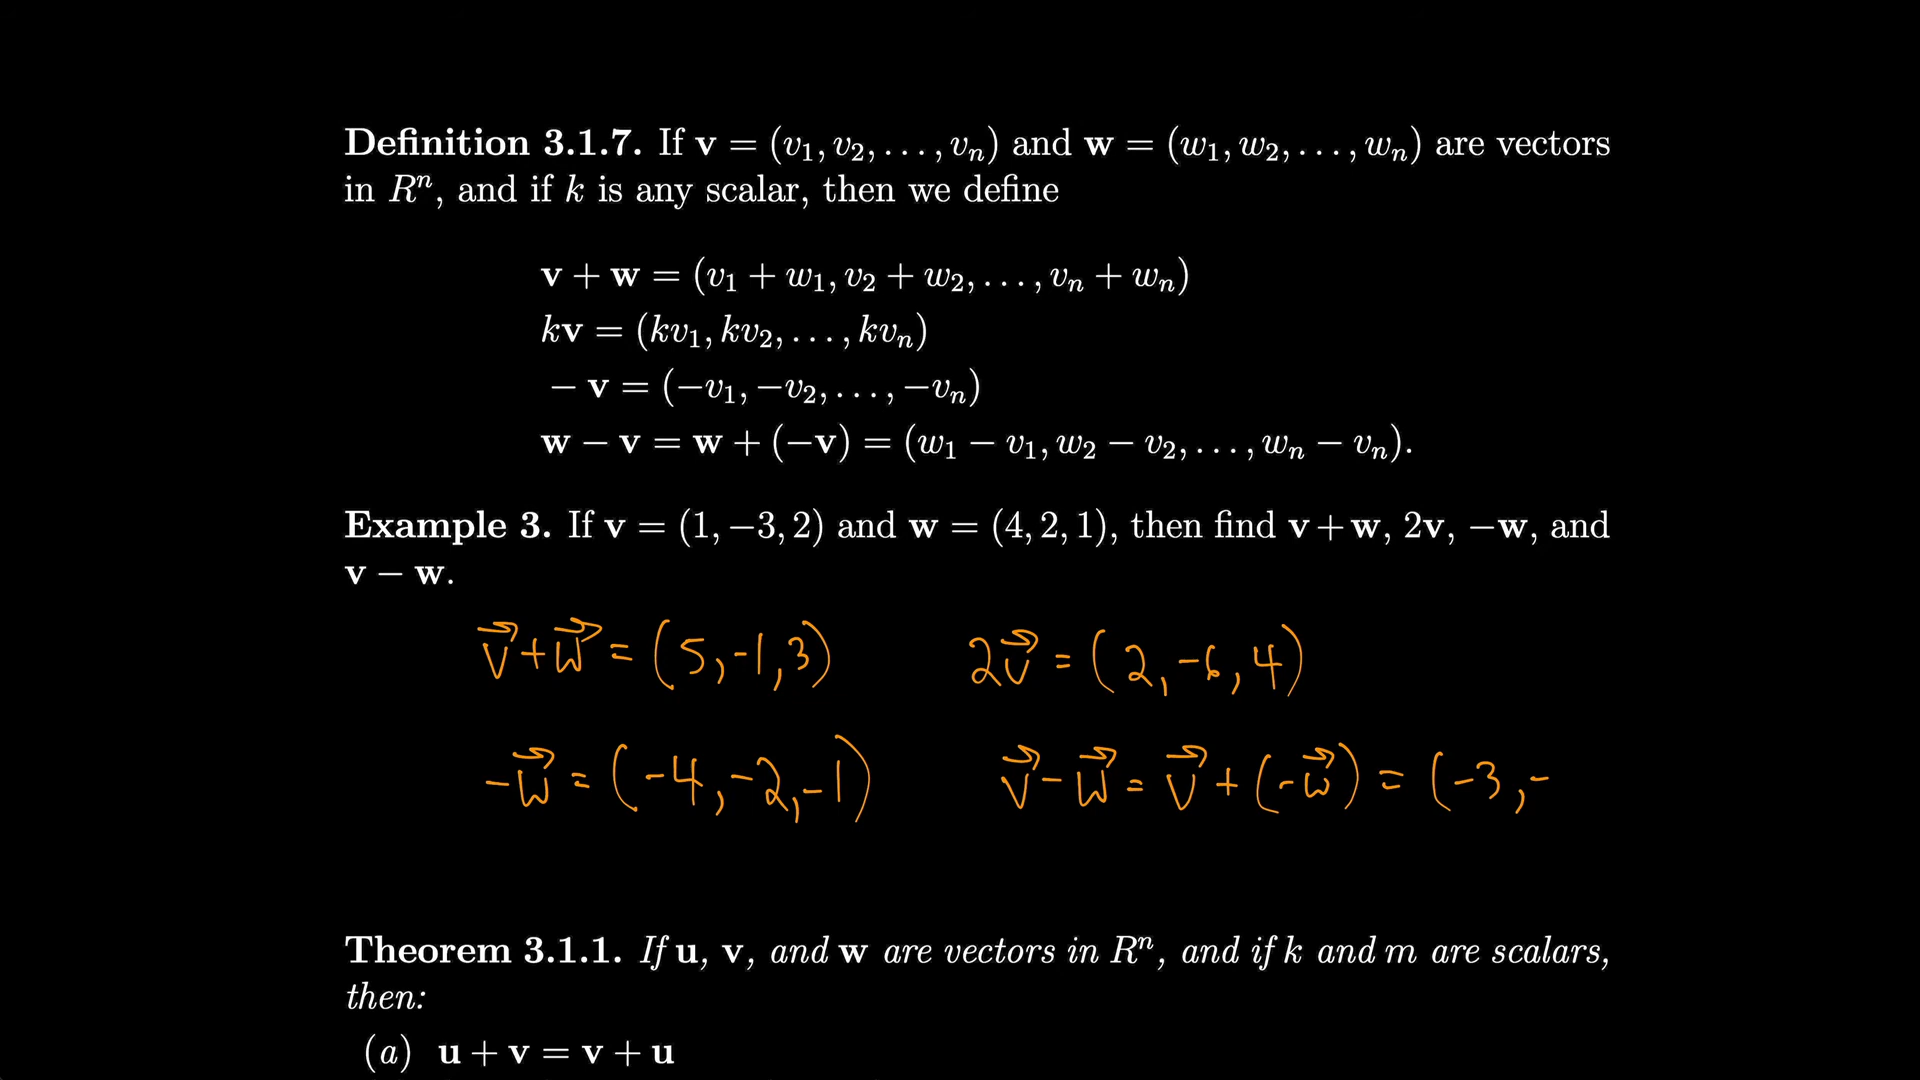 Definition 3.1.7. If v = (v₁, v₂, . . . , vₙ) and w = (w₁, w₂, . . . , wₙ) are vectors
in Rⁿ, and if k is any scalar, then we define
v + w = (v₁ + w₁, v₂ + w₂, . . . , vₙ + wₙ)
kv = (kv₁, kv₂, . . . , kvₙ)
− v = (−v₁, −v₂, . . . , −vₙ)
w − v = w + (−v) = (w₁ − v₁, w₂ − v₂, . . . , wₙ − vₙ).
Example 3. If v = (1, −3, 2) and w = (4, 2, 1), then find v + w, 2v, −w, and
v − w.
v⃗ + w⃗ = (5, -1, 3) 2v⃗ = (2, -6, 4)
-w⃗ = (-4, -2, -1) v⃗ - w⃗ = v⃗ + (-w⃗) = (-3, -
Theorem 3.1.1. If u, v, and w are vectors in Rⁿ, and if k and m are scalars,
then:
(a) u + v = v + u